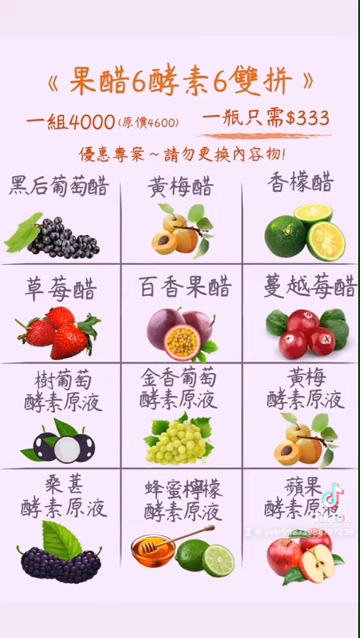 《果醋6酵素6雙拼》
一組4000(原價4600) 一瓶只需$333
優惠專案～請勿更換內容物!
黑后葡萄醋 黃梅醋 香檬醋
草莓醋 百香果醋 蔓越莓醋
樹葡萄 金香葡萄 黃梅
酵素原液 酵素原液 酵素原液
桑葚 蜂蜜檸檬 蘋果
酵素原液 酵素原液 酵素原液